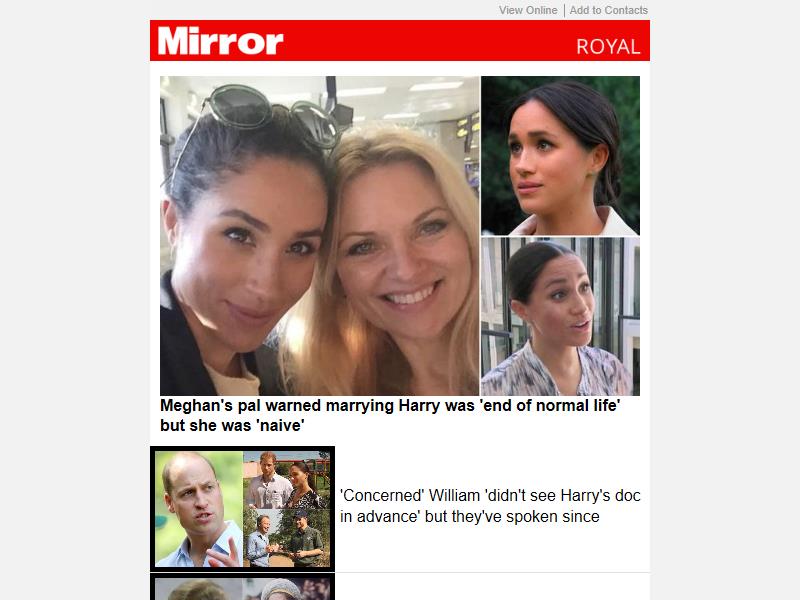 View Online | Add to Contacts
Mirror ROYAL
Meghan's pal warned marrying Harry was 'end of normal life'
but she was 'naive'
'Concerned' William 'didn't see Harry's doc
in advance' but they've spoken since